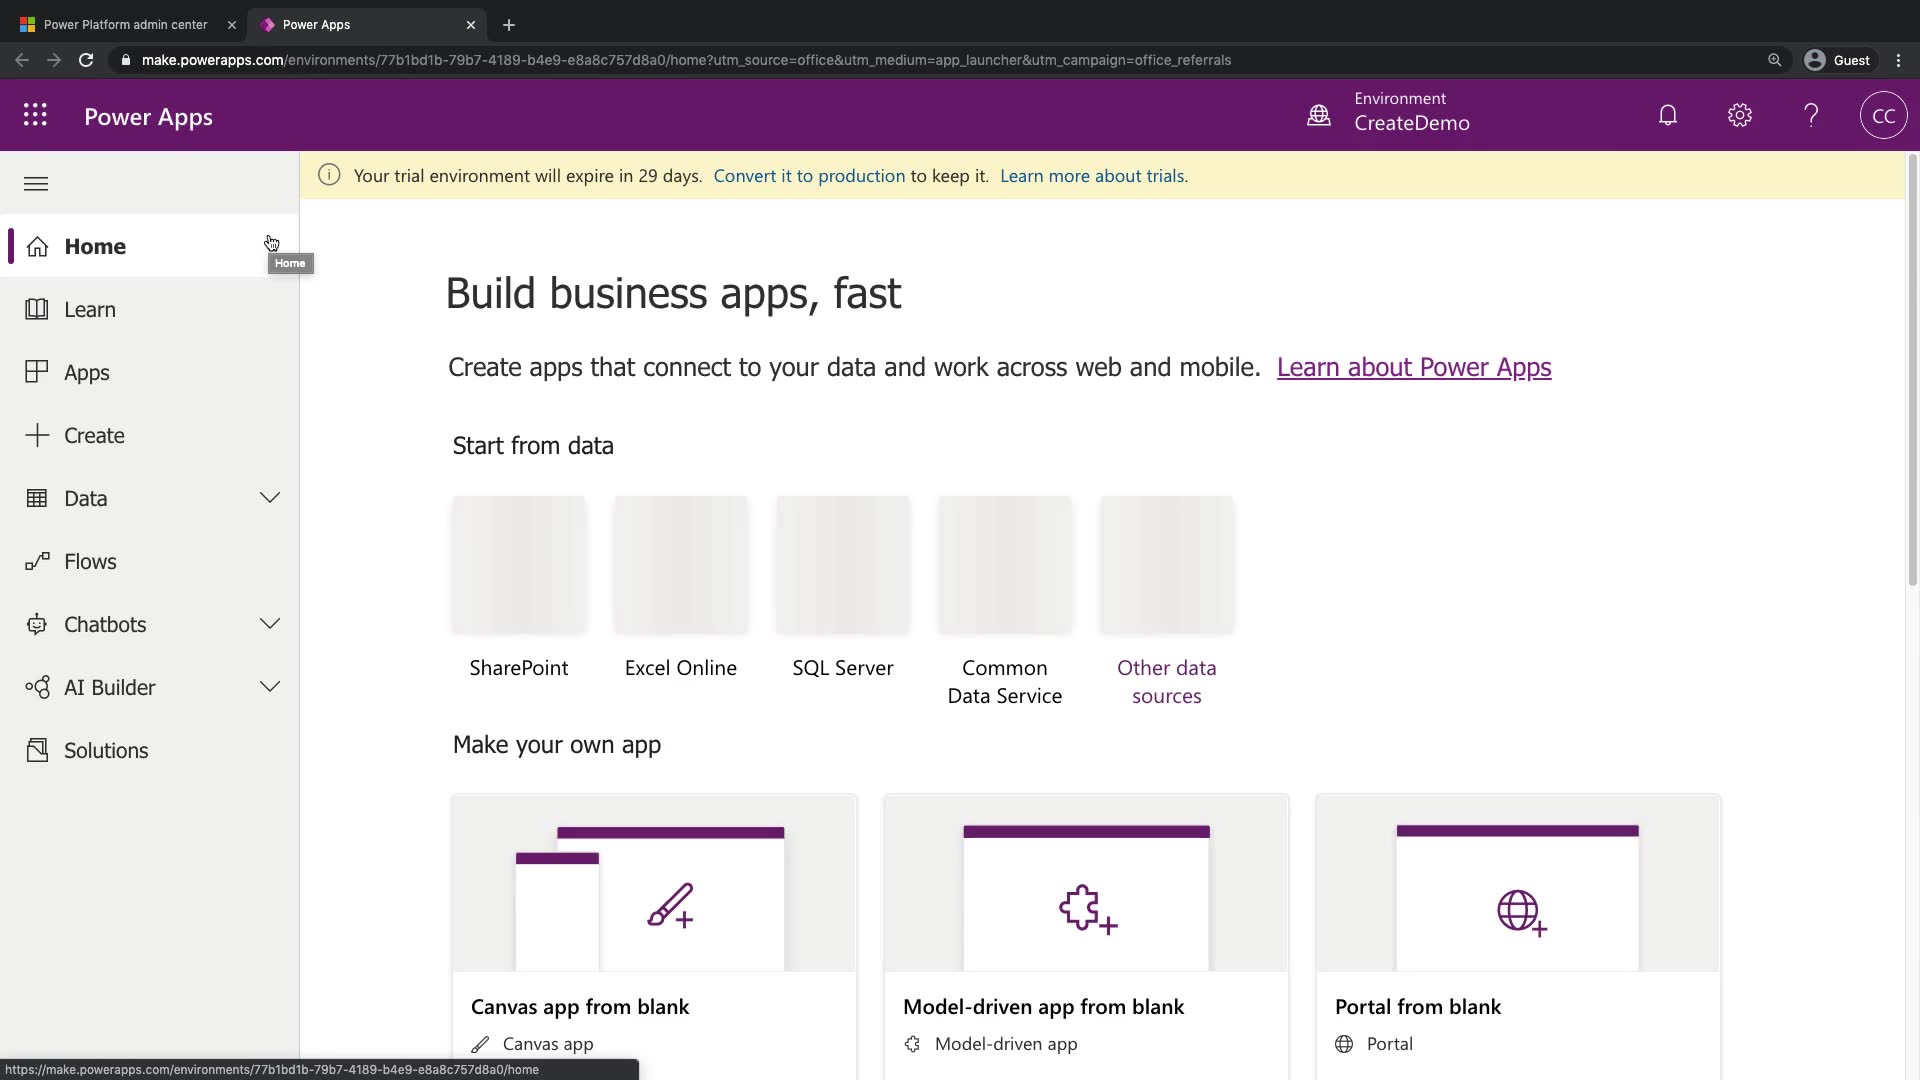 Power Platform admin center
Power Apps
make.powerapps.com/environments/77b1bd1b-79b7-4189-b4e9-e8a8c757d8a0/home?utm_source=office&utm_medium=app_launcher&utm_campaign=office_referrals
Guest
Power Apps
Environment
CreateDemo
CC
Your trial environment will expire in 29 days. Convert it to production to keep it. Learn more about trials.
Home
Home
Learn
Apps
Create
Data
Flows
Chatbots
AI Builder
Solutions
Build business apps, fast
Create apps that connect to your data and work across web and mobile. Learn about Power Apps
Start from data
SharePoint
Excel Online
SQL Server
Common
Data Service
Other data
sources
Make your own app
Canvas app from blank
Canvas app
Model-driven app from blank
Model-driven app
Portal from blank
Portal
https://make.powerapps.com/environments/77b1bd1b-79b7-4189-b4e9-e8a8c757d8a0/home